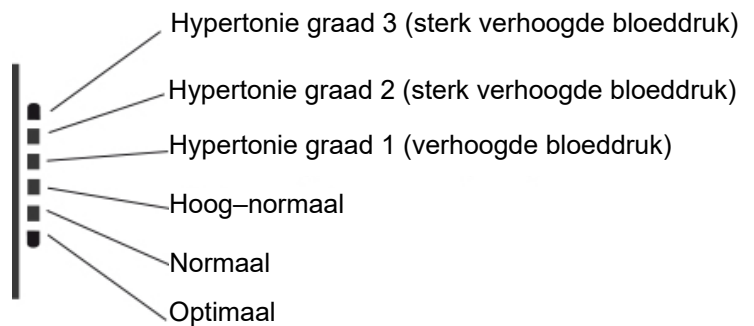 Hypertonie graad 3 (sterk verhoogde bloeddruk)
Hypertonie graad 2 (sterk verhoogde bloeddruk)
Hypertonie graad 1 (verhoogde bloeddruk)
Hoog–normaal
Normaal
Optimaal